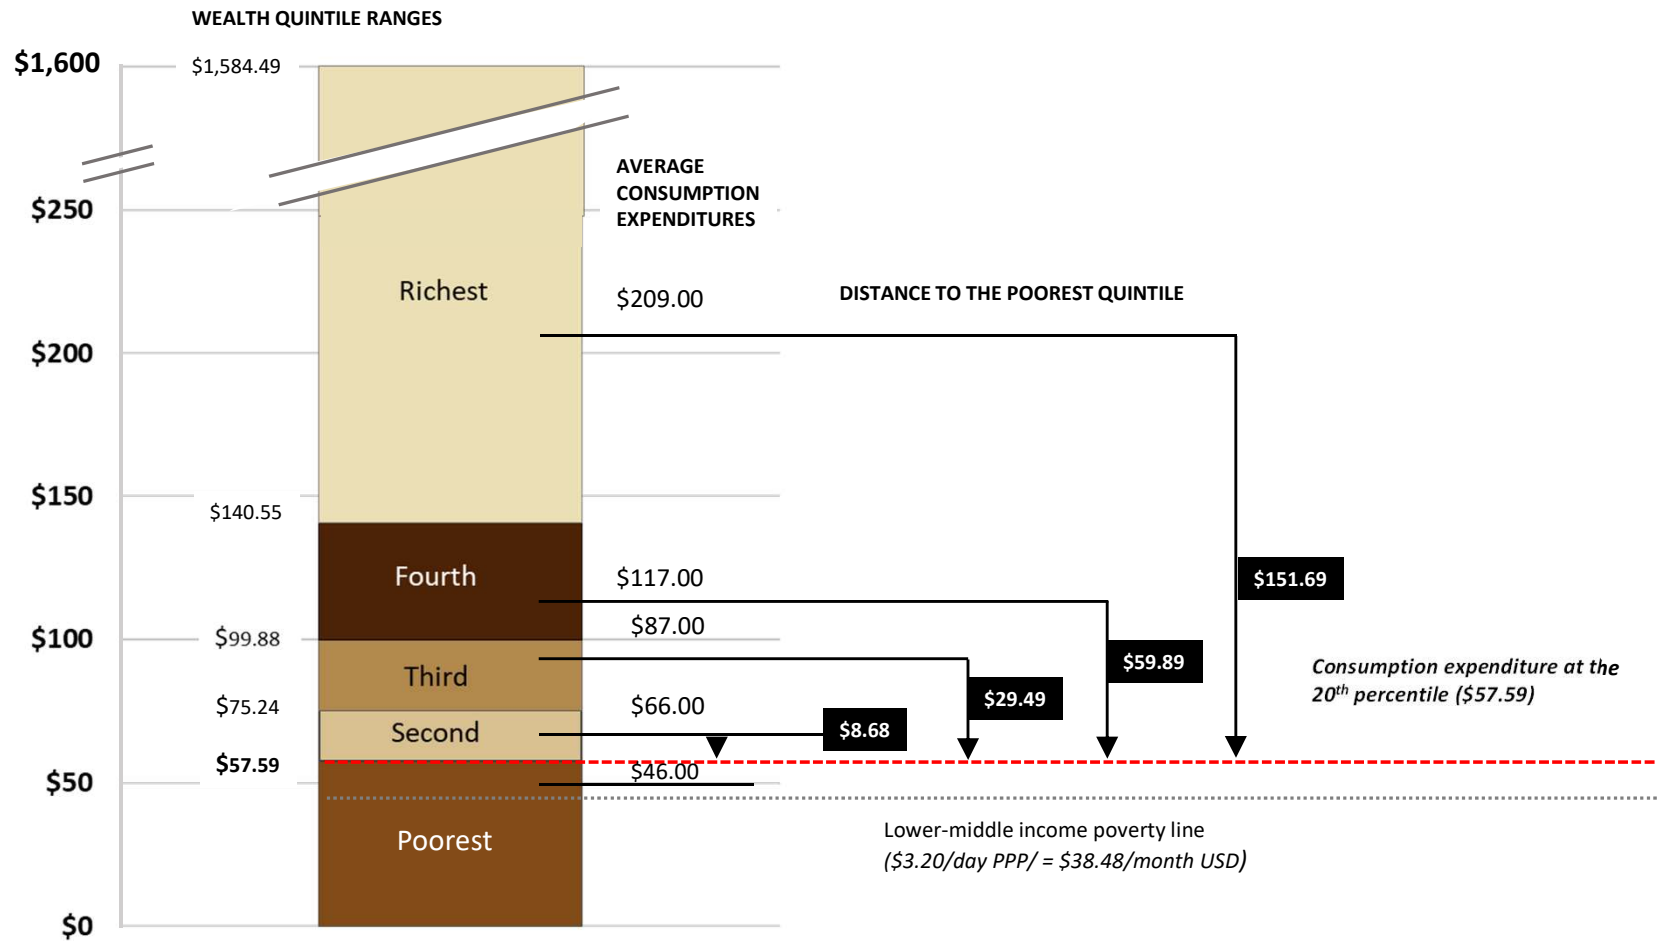 WEALTH QUINTILE RANGES
$1,600
$1,584.49
AVERAGE
CONSUMPTION
EXPENDITURES
$250
Richest
$209.00
DISTANCE TO THE POOREST QUINTILE
$200
$150
$140.55
Fourth
$117.00
$151.69
$100
$99.88
$87.00
Third
$59.89
$29.49
Consumption expenditure at the
20th percentile ($57.59)
$75.24
$66.00
Second
$8.68
$57.59
$46.00
$50
Poorest
Lower-middle income poverty line
($3.20/day PPP/ = $38.48/month USD)
$0